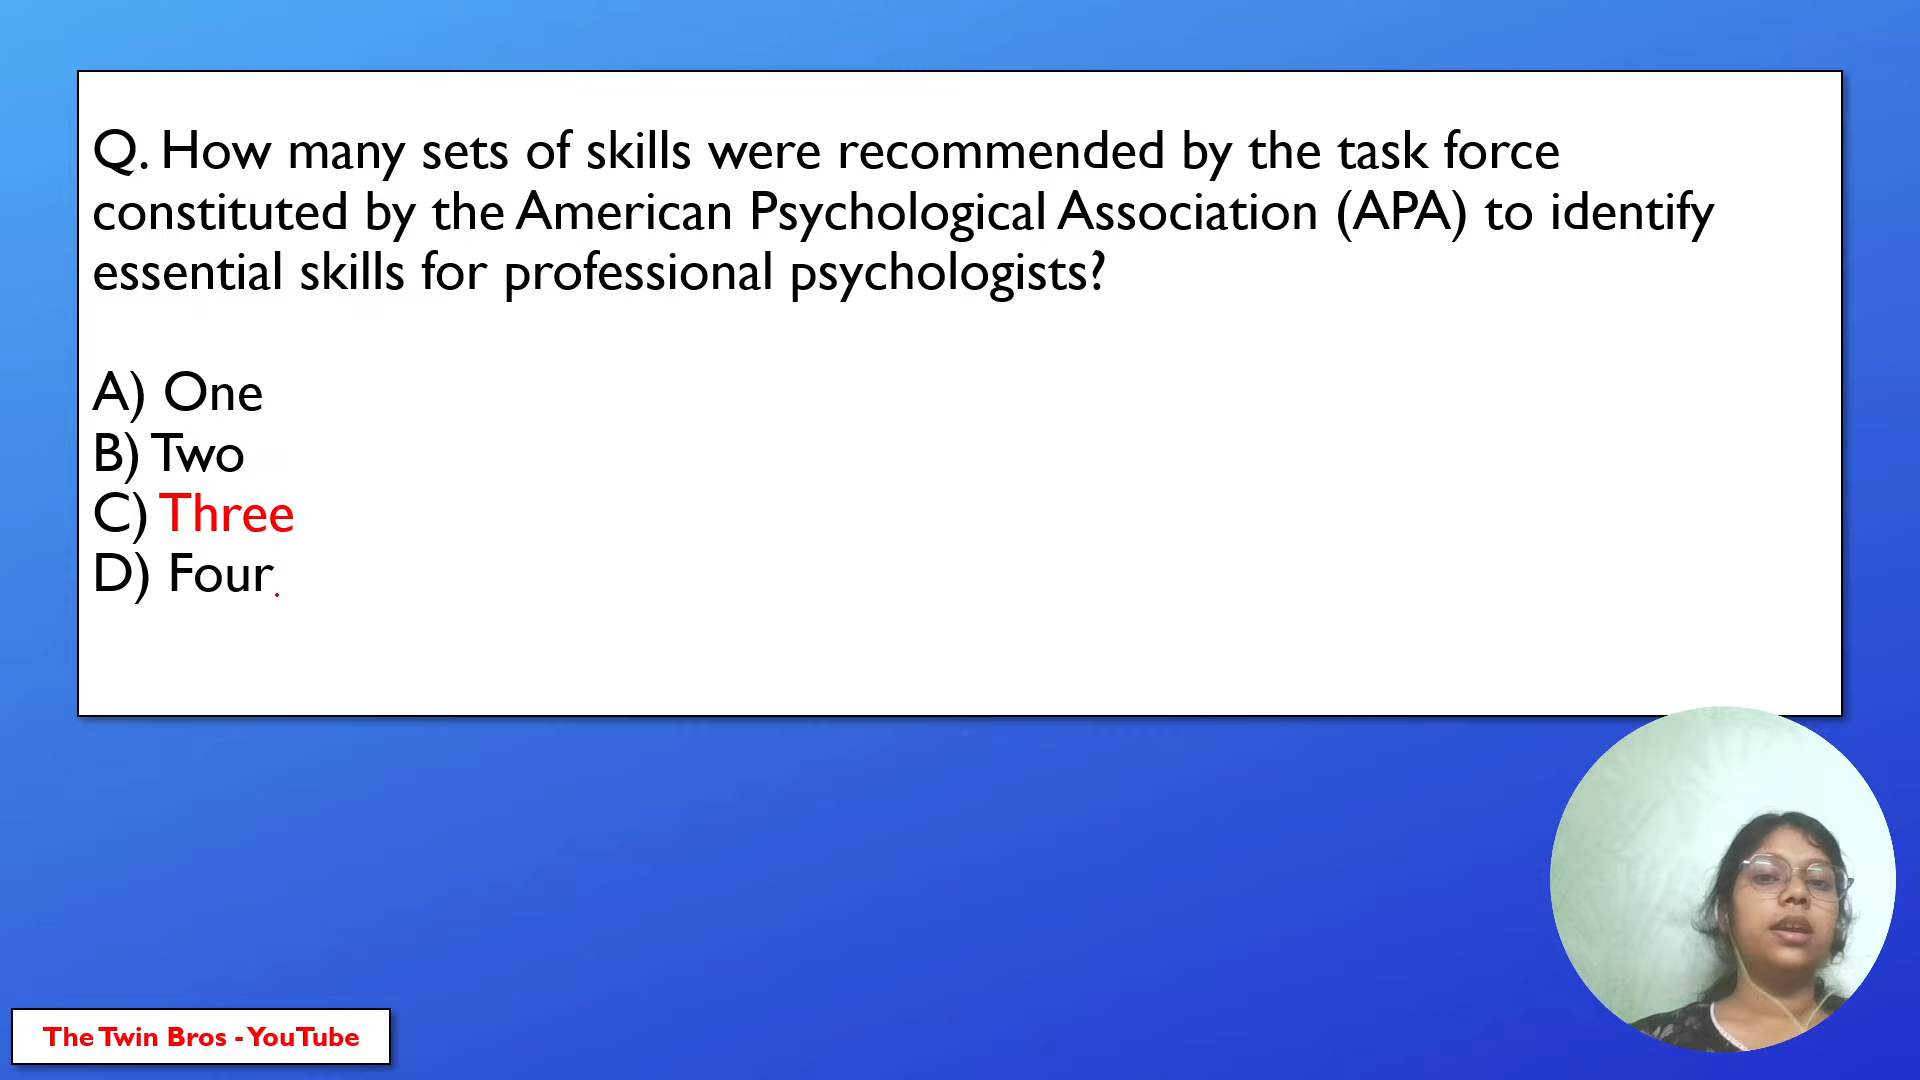 Q. How many sets of skills were recommended by the task force
constituted by the American Psychological Association (APA) to identify
essential skills for professional psychologists?
A) One
B) Two
C) Three
D) Four
The Twin Bros - YouTube